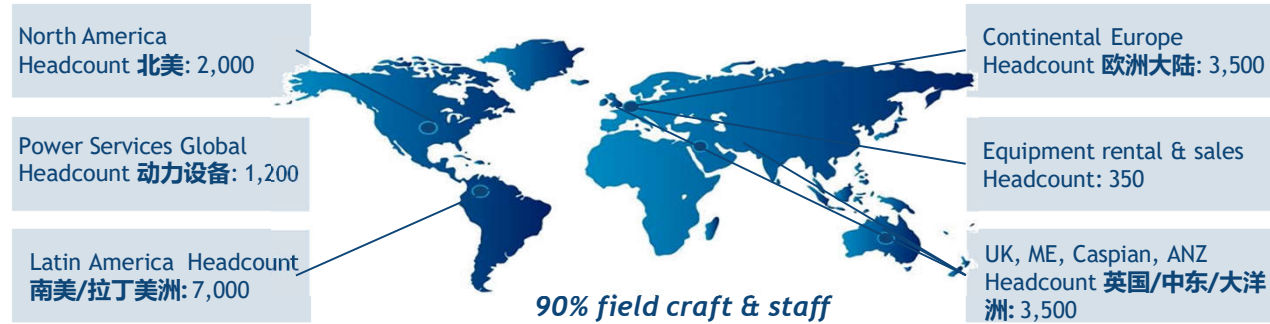 North America
Headcount 北美: 2,000
Power Services Global
Headcount 动力设备: 1,200
Latin America Headcount
南美/拉丁美洲: 7,000
Continental Europe
Headcount 欧洲大陆: 3,500
Equipment rental & sales
Headcount: 350
UK, ME, Caspian, ANZ
Headcount 英国/中东/大洋
洲: 3,500
90% field craft & staff